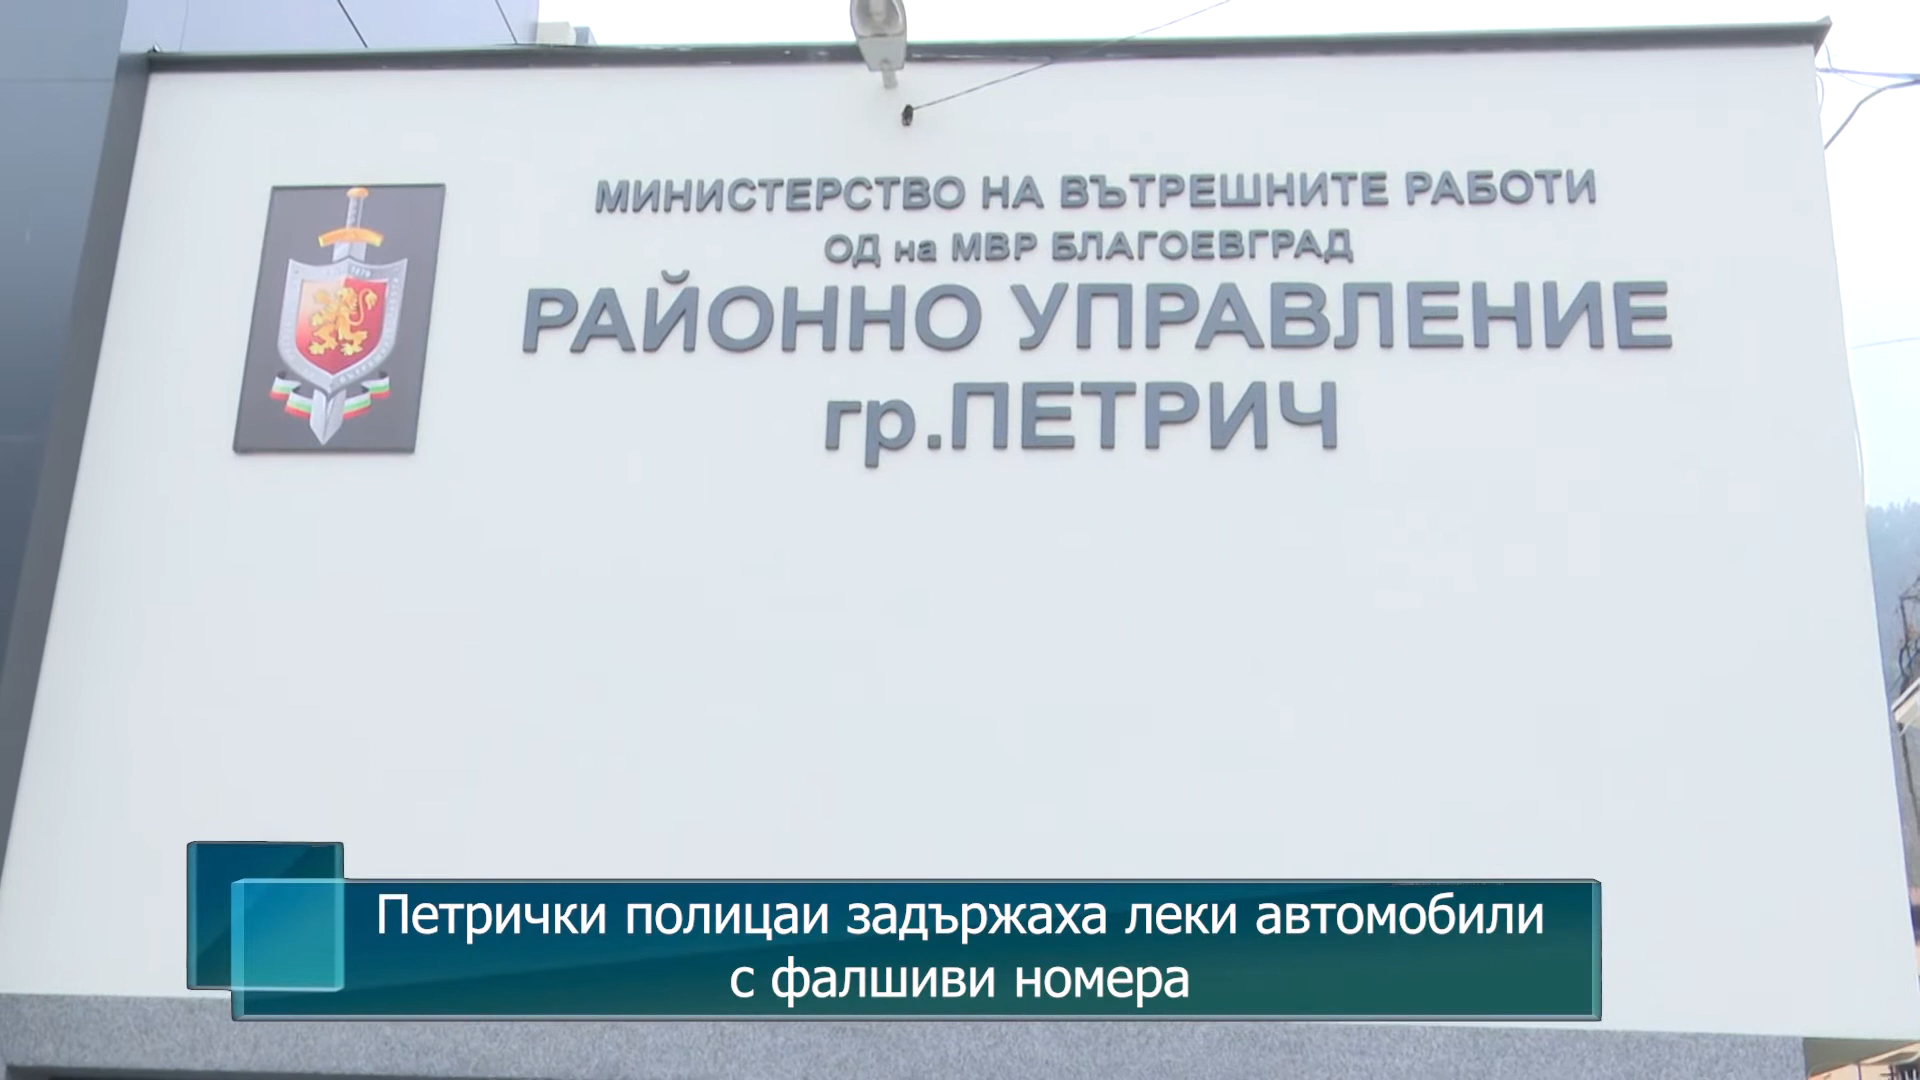 МИНИСТЕРСТВО НА ВЪТРЕШНИТЕ РАБОТИ
ОД на МВР БЛАГОЕВГРАД
РАЙОННО УПРАВЛЕНИЕ
гр.ПЕТРИЧ
Петрички полицаи задържаха леки автомобили
с фалшиви номера